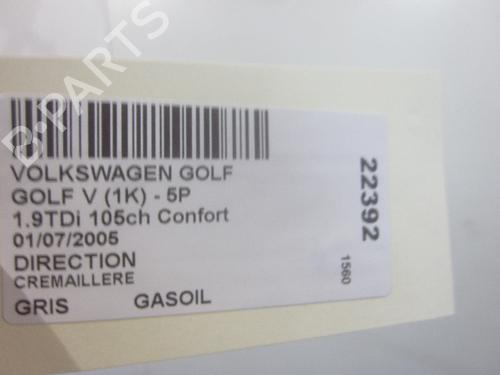 B-PARTS
VOLKSWAGEN GOLF
GOLF V (1K) - 5P
1.9TDi 105ch Confort
01/07/2005
DIRECTION
CREMAILLERE
GRIS GASOIL
22392
1560